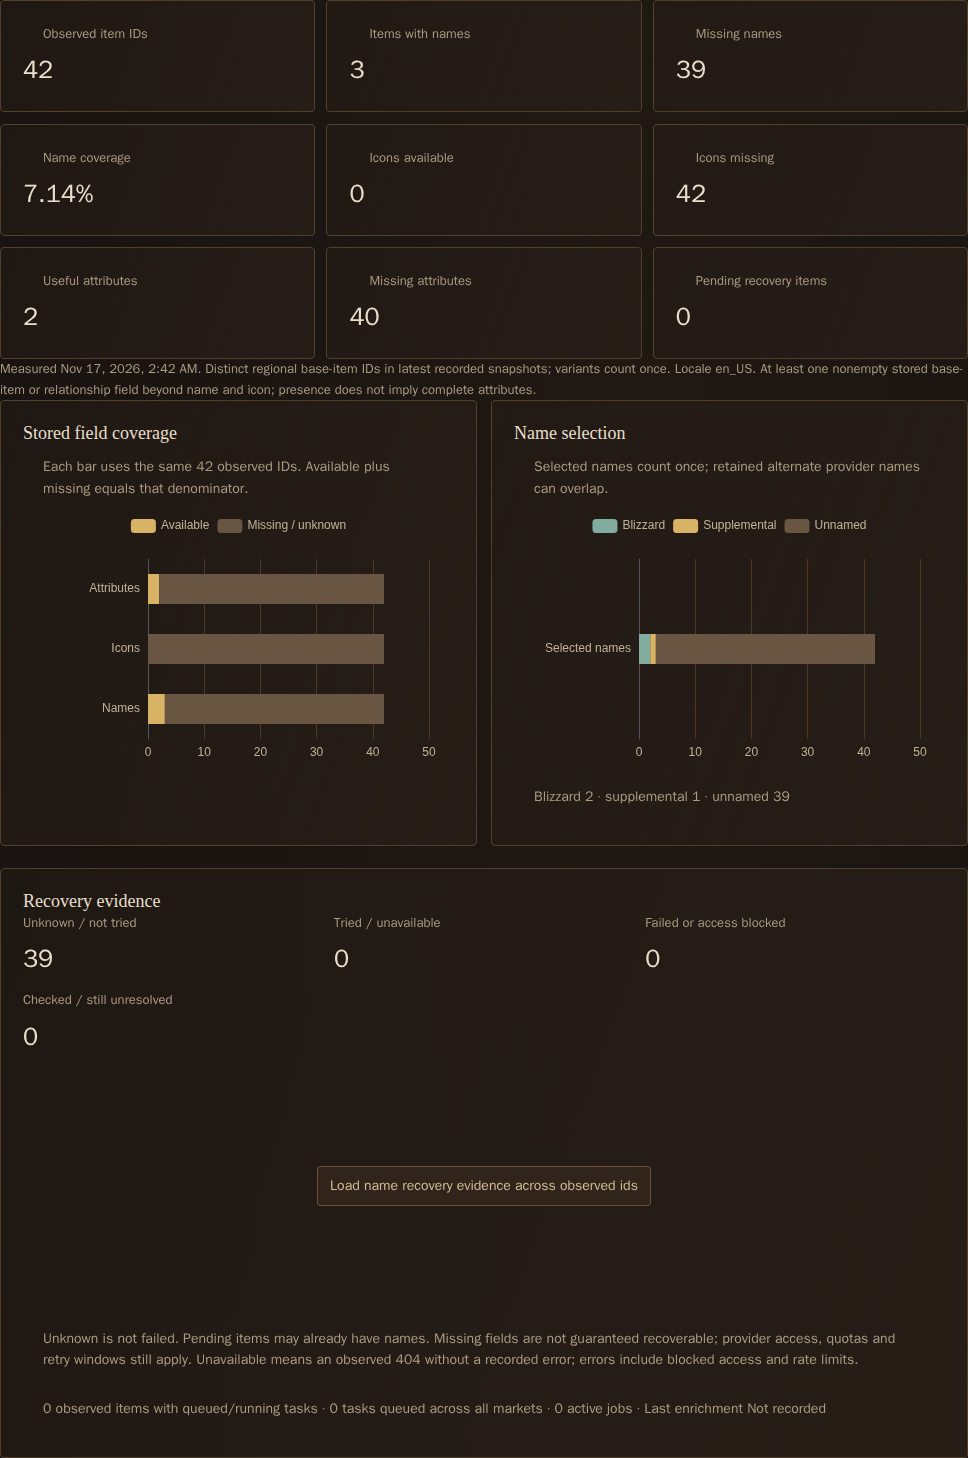 Observed item IDs
42
Items with names
3
Missing names
39
Name coverage
7.14%
Icons available
0
Icons missing
42
Useful attributes
2
Missing attributes
40
Pending recovery items
0
Measured Nov 17, 2026, 2:42 AM. Distinct regional base-item IDs in latest recorded snapshots; variants count once. Locale en_US. At least one nonempty stored base-
item or relationship field beyond name and icon; presence does not imply complete attributes.
Stored field coverage
Each bar uses the same 42 observed IDs. Available plus
missing equals that denominator.
Available Missing / unknown
Attributes
Icons
Names
0 10 20 30 40 50
Name selection
Selected names count once; retained alternate provider names
can overlap.
Blizzard Supplemental Unnamed
Selected names
0 10 20 30 40 50
Blizzard 2 · supplemental 1 · unnamed 39
Recovery evidence
Unknown / not tried
39
Tried / unavailable
0
Failed or access blocked
0
Checked / still unresolved
0
Load name recovery evidence across observed ids
Unknown is not failed. Pending items may already have names. Missing fields are not guaranteed recoverable; provider access, quotas and
retry windows still apply. Unavailable means an observed 404 without a recorded error; errors include blocked access and rate limits.
0 observed items with queued/running tasks · 0 tasks queued across all markets · 0 active jobs · Last enrichment Not recorded